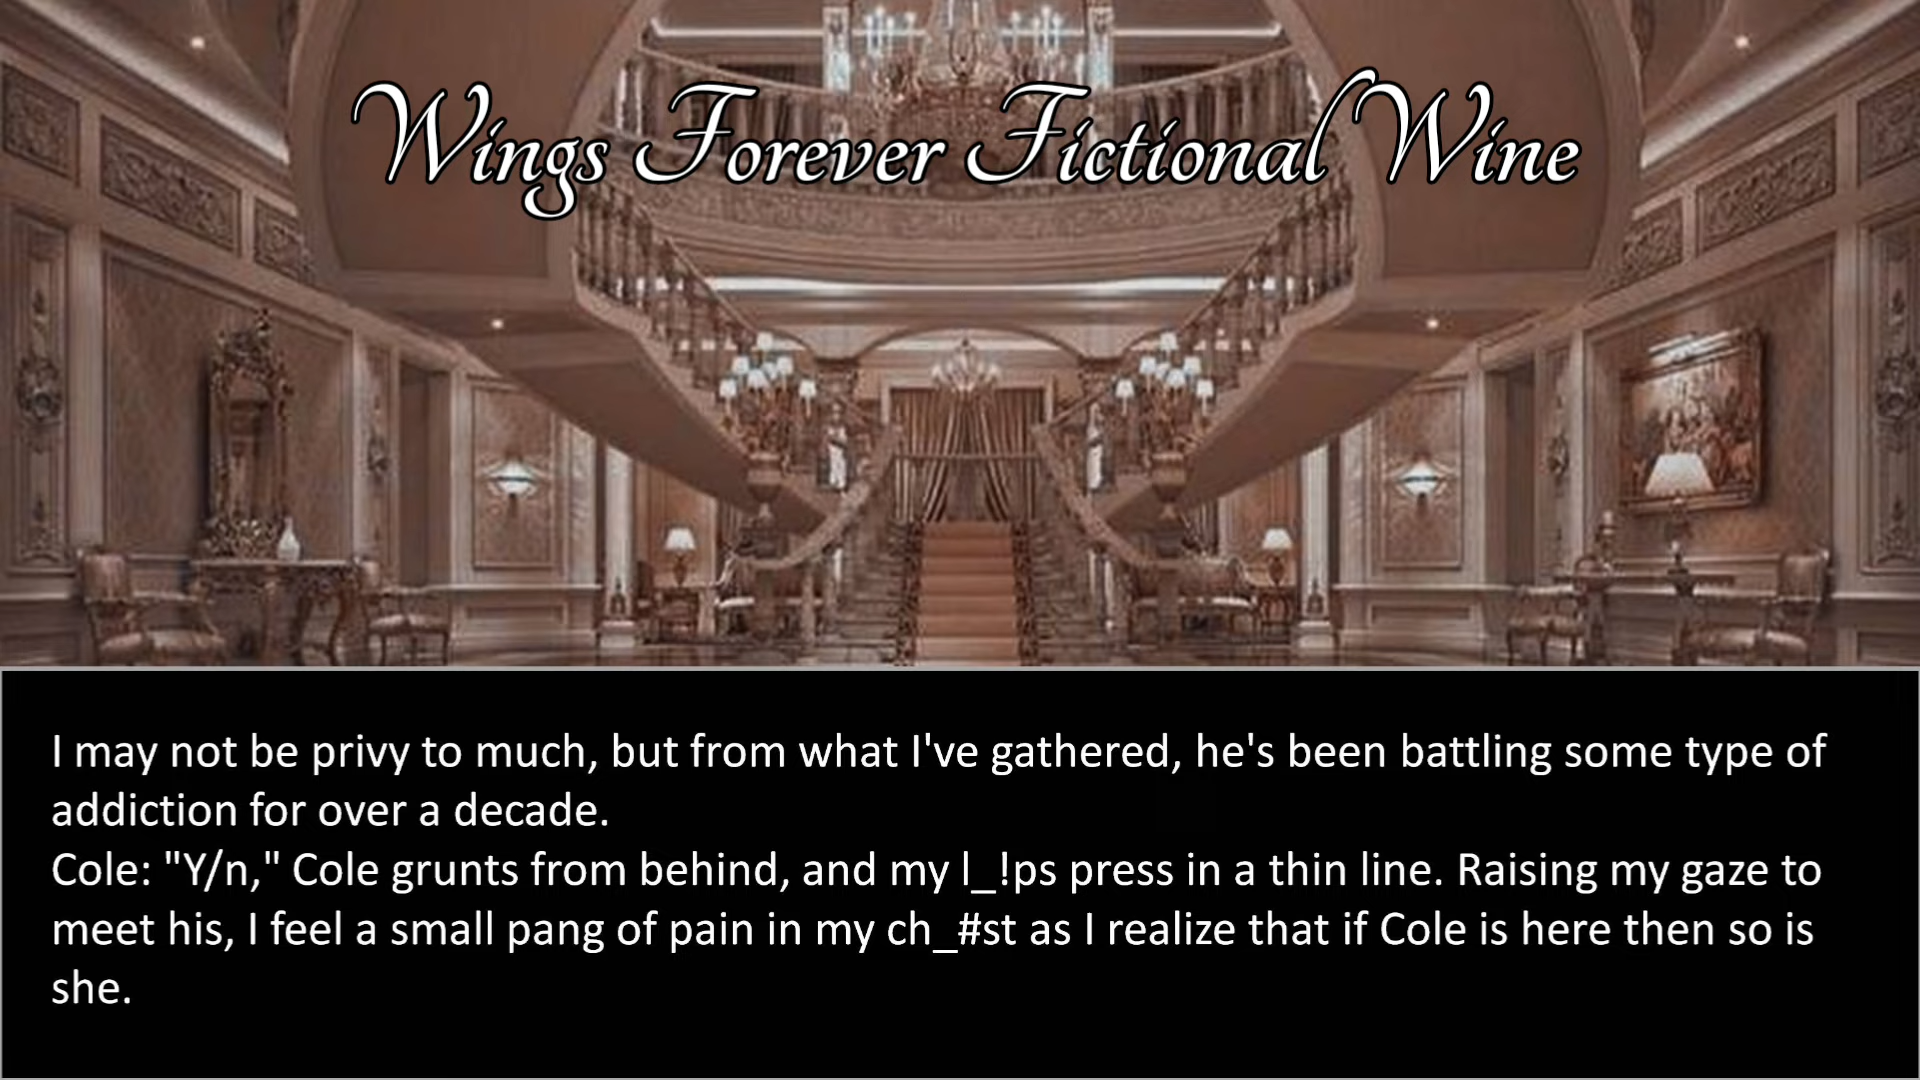 Wings Forever Fictional Wine
I may not be privy to much, but from what I've gathered, he's been battling some type of
addiction for over a decade.
Cole: "Y/n," Cole grunts from behind, and my l_!ps press in a thin line. Raising my gaze to
meet his, I feel a small pang of pain in my ch_#st as I realize that if Cole is here then so is
she.